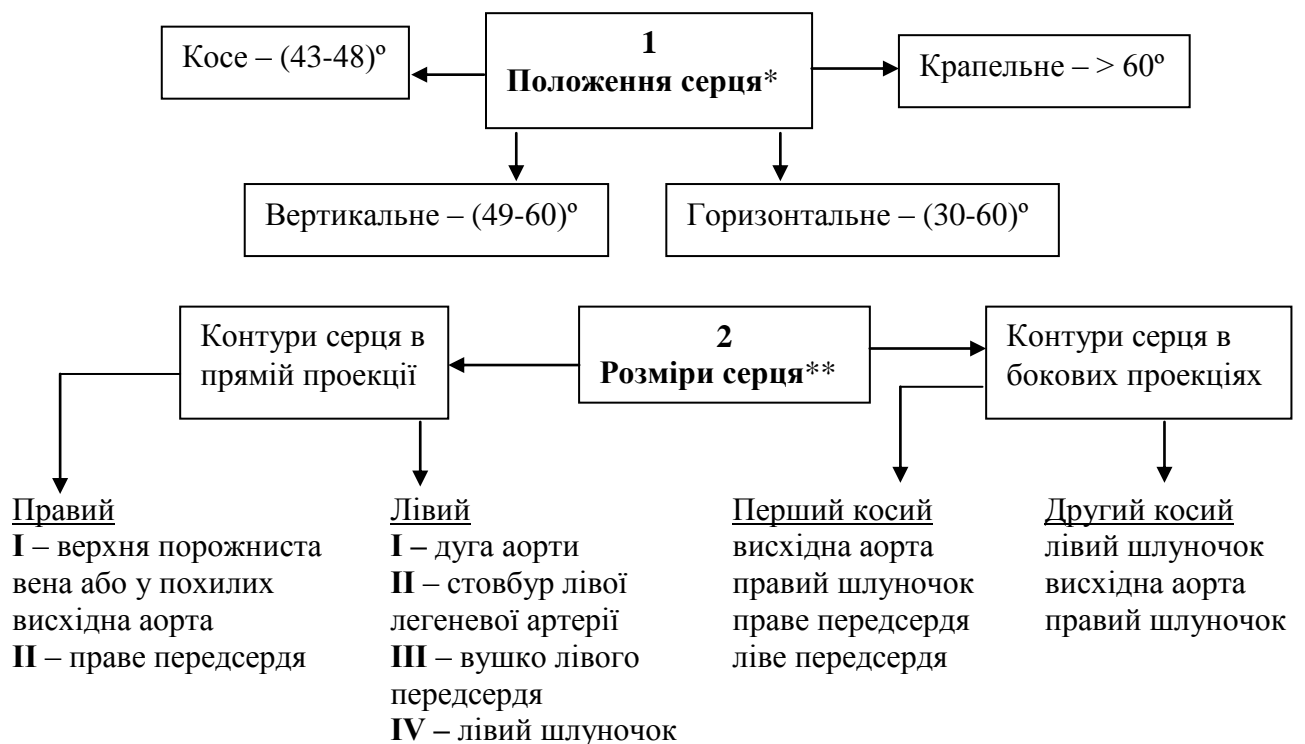 1
Положення серця*
Косе – (43-48)º
Крапельне – > 60º
Вертикальне – (49-60)º
Горизонтальне – (30-60)º
2
Розміри серця**
Контури серця в
прямій проекції
Контури серця в
бокових проекціях
Правий
I – верхня порожниста
вена або у похилих
висхідна аорта
II – праве передсердя
Лівий
I – дуга аорти
II – стовбур лівої
легеневої артерії
III – вушко лівого
передсердя
IV – лівий шлуночок
Перший косий
висхідна аорта
правий шлуночок
праве передсердя
ліве передсердя
Другий косий
лівий шлуночок
висхідна аорта
правий шлуночок